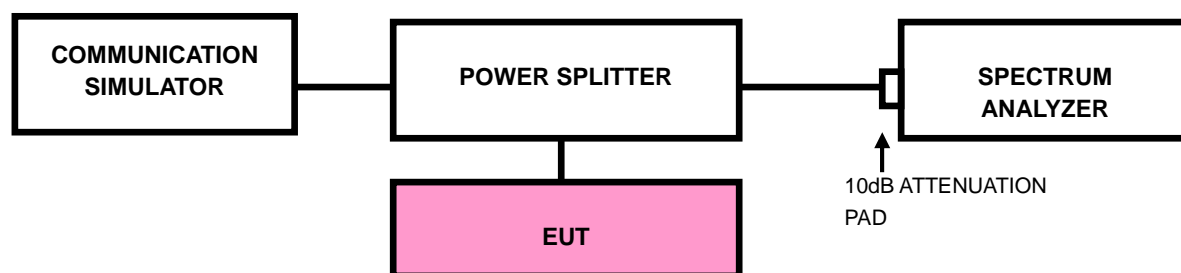 COMMUNICATION
SIMULATOR
POWER SPLITTER
SPECTRUM
ANALYZER
10dB ATTENUATION
PAD
EUT